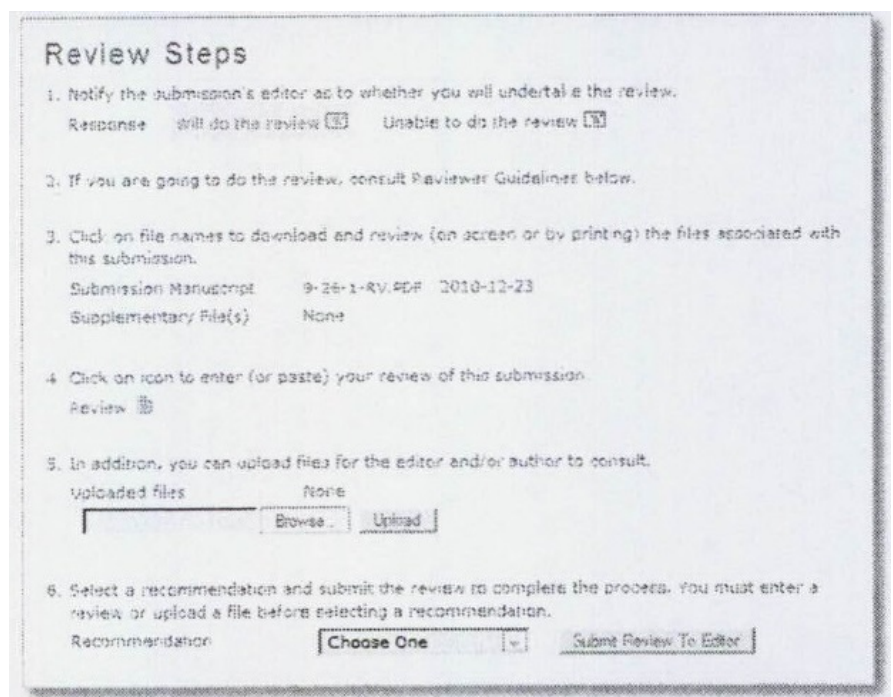 Review Steps
1. Notify the submission's editor as to whether you will undertake the review.
Response Will do the review Unable to do the review
2. If you are going to do the review, consult Reviewer Guidelines below.
3. Click on file names to download and review (on screen or by printing) the files associated with
this submission.
Submission Manuscript 9-26-1-RV.PDF 2010-12-23
Supplementary File(s) None
4. Click on icon to enter (or paste) your review of this submission.
Review
5. In addition, you can upload files for the editor and/or author to consult.
Uploaded files None
Browse... Upload
6. Select a recommendation and submit the review to complete the process. You must enter a
review or upload a file before selecting a recommendation.
Recommendation Choose One Submit Review To Editor